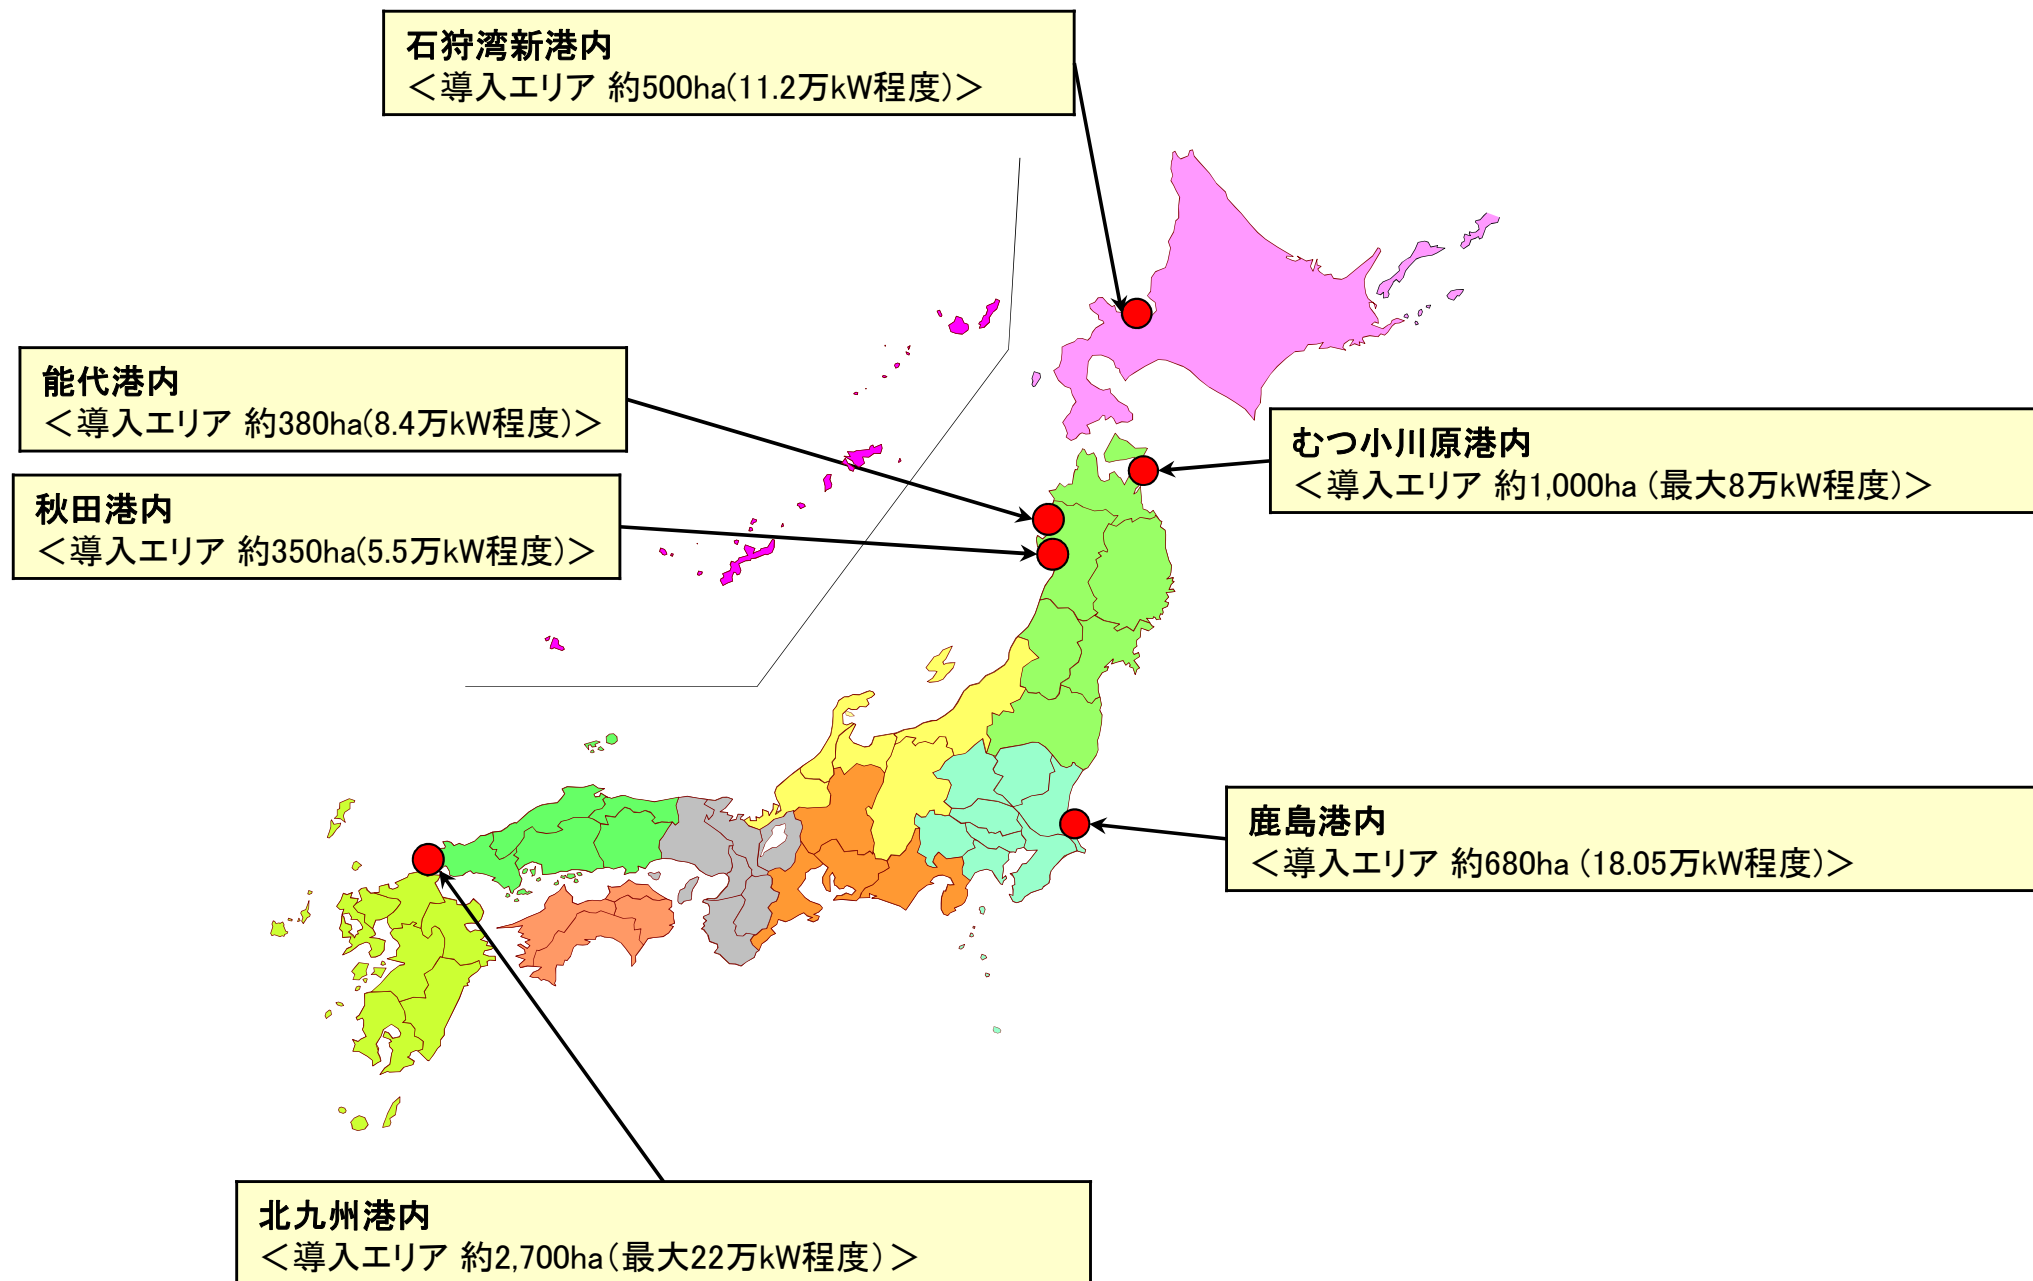 石狩湾新港内
＜導入エリア 約500ha(11.2万kW程度)＞
能代港内
＜導入エリア 約380ha(8.4万kW程度)＞
秋田港内
＜導入エリア 約350ha(5.5万kW程度)＞
むつ小川原港内
＜導入エリア 約1,000ha (最大8万kW程度)＞
鹿島港内
＜導入エリア 約680ha (18.05万kW程度)＞
北九州港内
＜導入エリア 約2,700ha（最大22万kW程度）＞